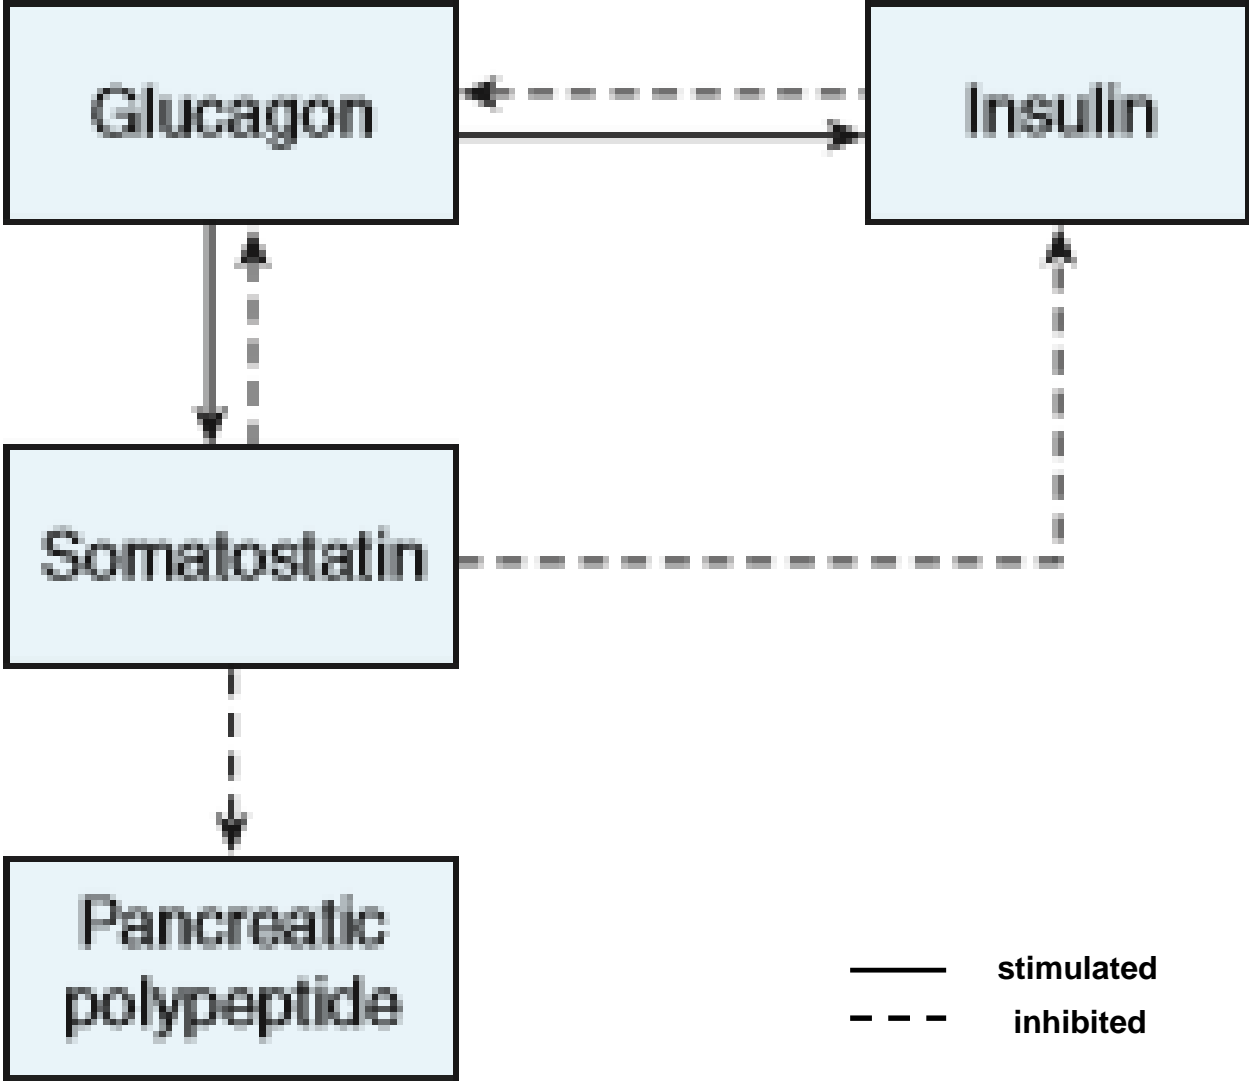 Glucagon
Insulin
Somatostatin
Pancreatic
polypeptide
stimulated
inhibited